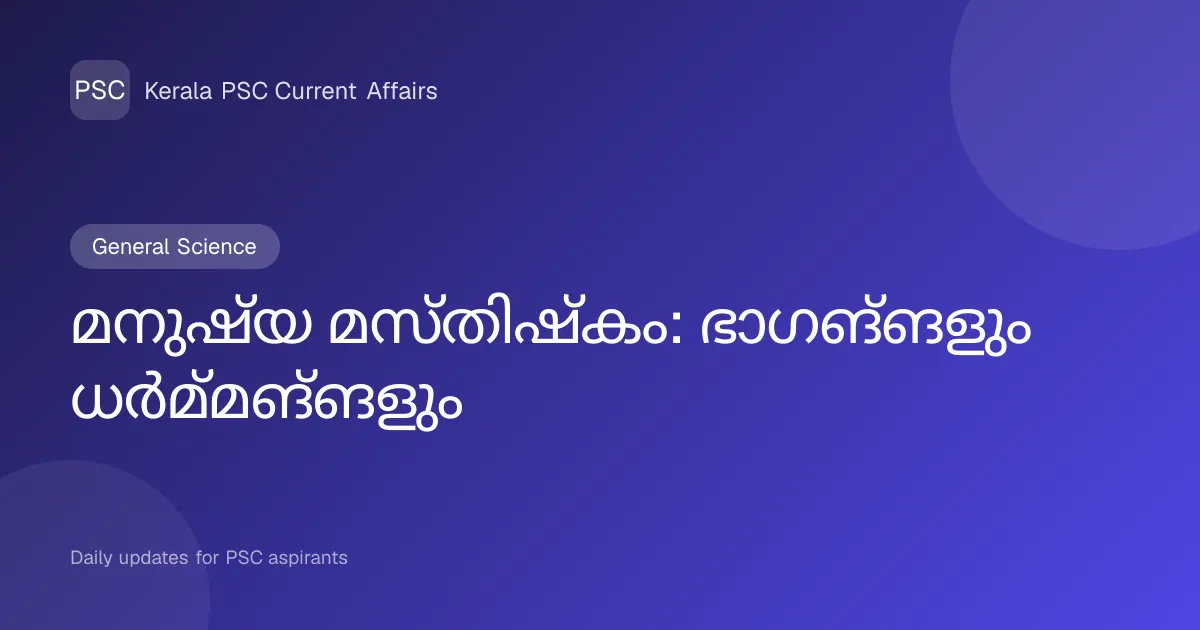 PSC Kerala PSC Current Affairs
General Science
മനുഷ്യ മസ്തിഷ്കം: ഭാഗങ്ങളും
ധർമ്മങ്ങളും
Daily updates for PSC aspirants